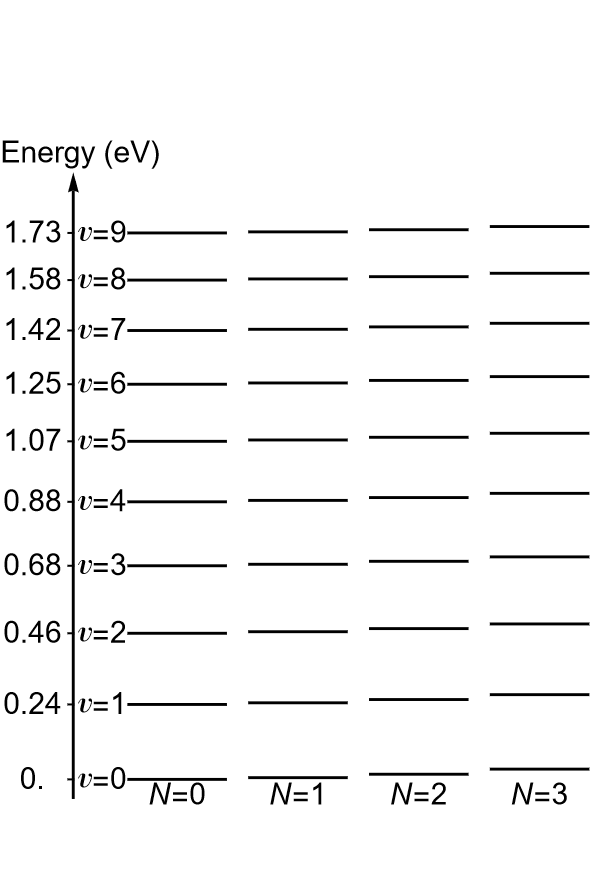 Energy (eV)
1.73 v=9
1.58 v=8
1.42 v=7
1.25 v=6
1.07 v=5
0.88 v=4
0.68 v=3
0.46 v=2
0.24 v=1
0. v=0
N=0 N=1 N=2 N=3